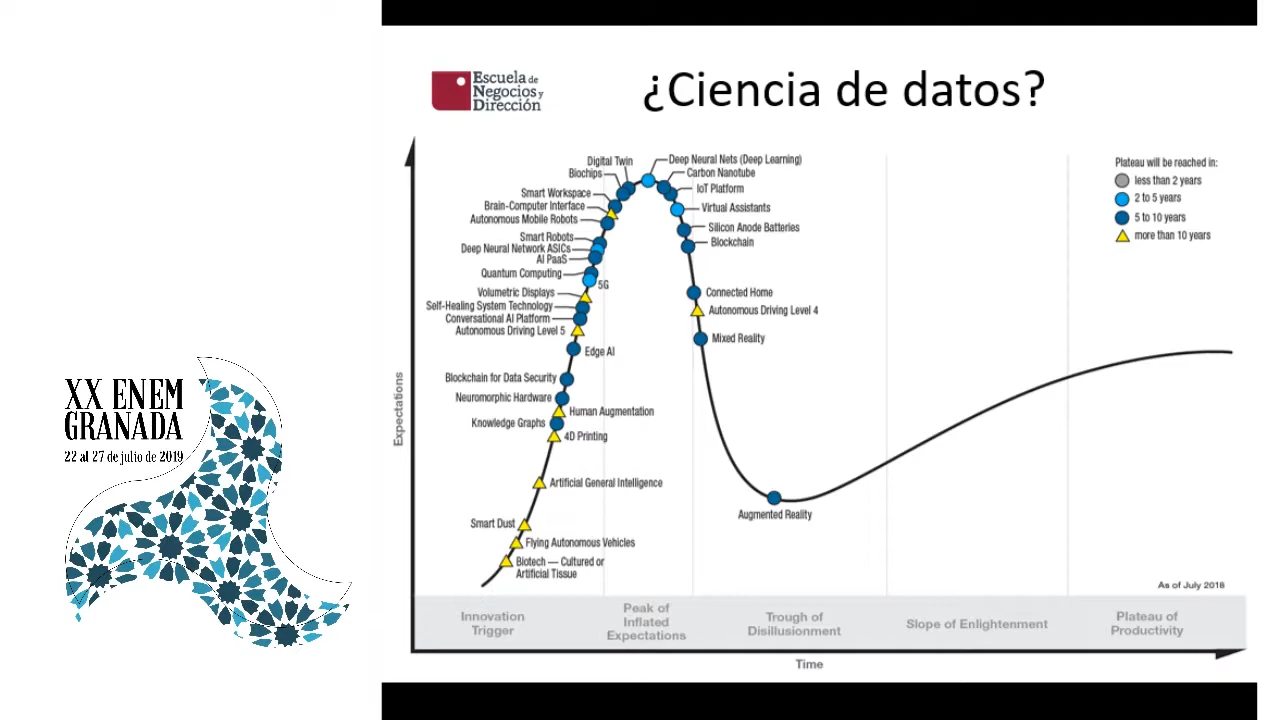 XX ENEM
GRANADA
22 al 27 de julio de 2019
Escuela de
Negocios y
Dirección
¿Ciencia de datos?
Expectations
Digital Twin
Biochips
Smart Workspace
Brain-Computer Interface
Autonomous Mobile Robots
Smart Robots
Deep Neural Network ASICs
AI PaaS
Quantum Computing
5G
Volumetric Displays
Self-Healing System Technology
Conversational AI Platform
Autonomous Driving Level 5
Edge AI
Blockchain for Data Security
Neuromorphic Hardware
Human Augmentation
Knowledge Graphs
4D Printing
Artificial General Intelligence
Smart Dust
Flying Autonomous Vehicles
Biotech — Cultured or
Artificial Tissue
Deep Neural Nets (Deep Learning)
Carbon Nanotube
IoT Platform
Virtual Assistants
Silicon Anode Batteries
Blockchain
Connected Home
Autonomous Driving Level 4
Mixed Reality
Augmented Reality
Plateau will be reached in:
less than 2 years
2 to 5 years
5 to 10 years
more than 10 years
As of July 2018
Innovation
Trigger
Peak of
Inflated
Expectations
Trough of
Disillusionment
Slope of Enlightenment
Plateau of
Productivity
Time